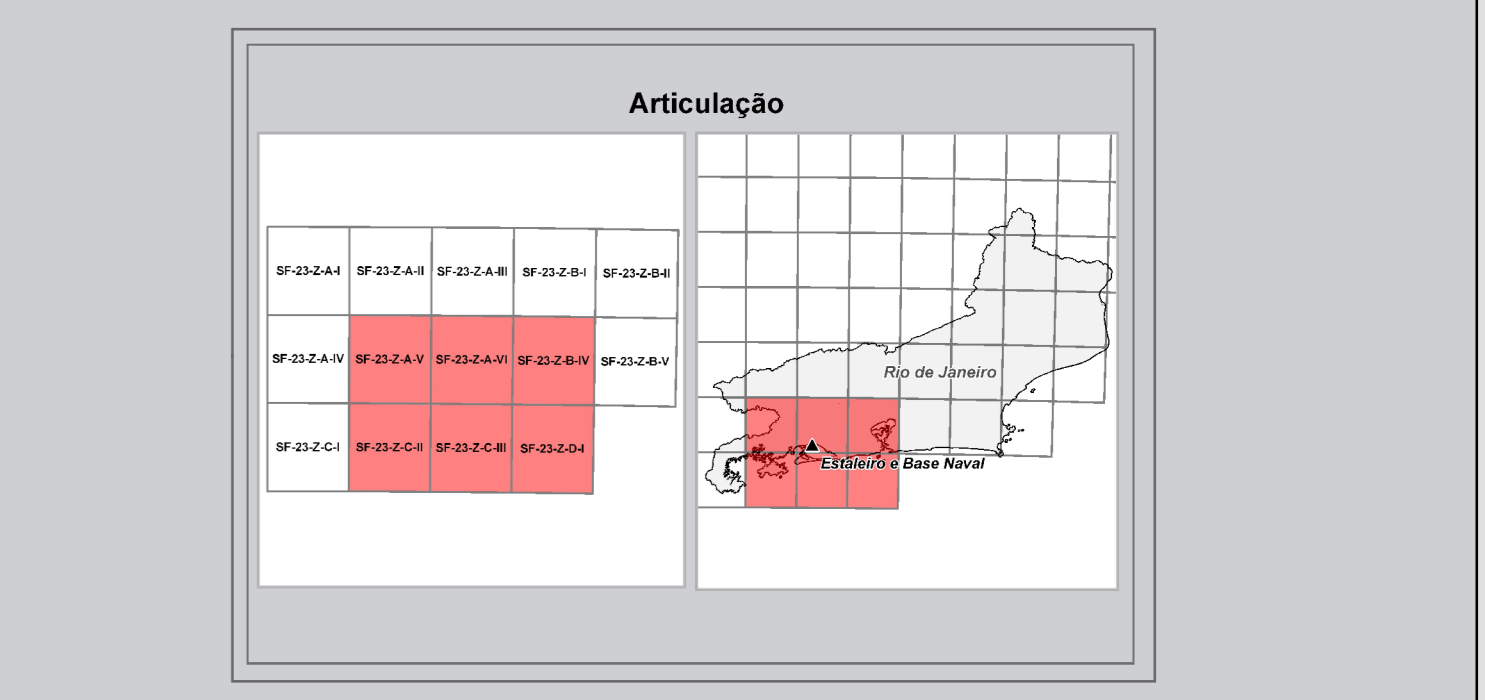 Articulação
SF-23-Z-A-I
SF-23-Z-A-II
SF-23-Z-A-III
SF-23-Z-B-I
SF-23-Z-B-II
SF-23-Z-A-IV
SF-23-Z-A-V
SF-23-Z-A-VI
SF-23-Z-B-IV
SF-23-Z-B-V
SF-23-Z-C-I
SF-23-Z-C-II
SF-23-Z-C-III
SF-23-Z-D-I
Rio de Janeiro
Estaleiro e Base Naval